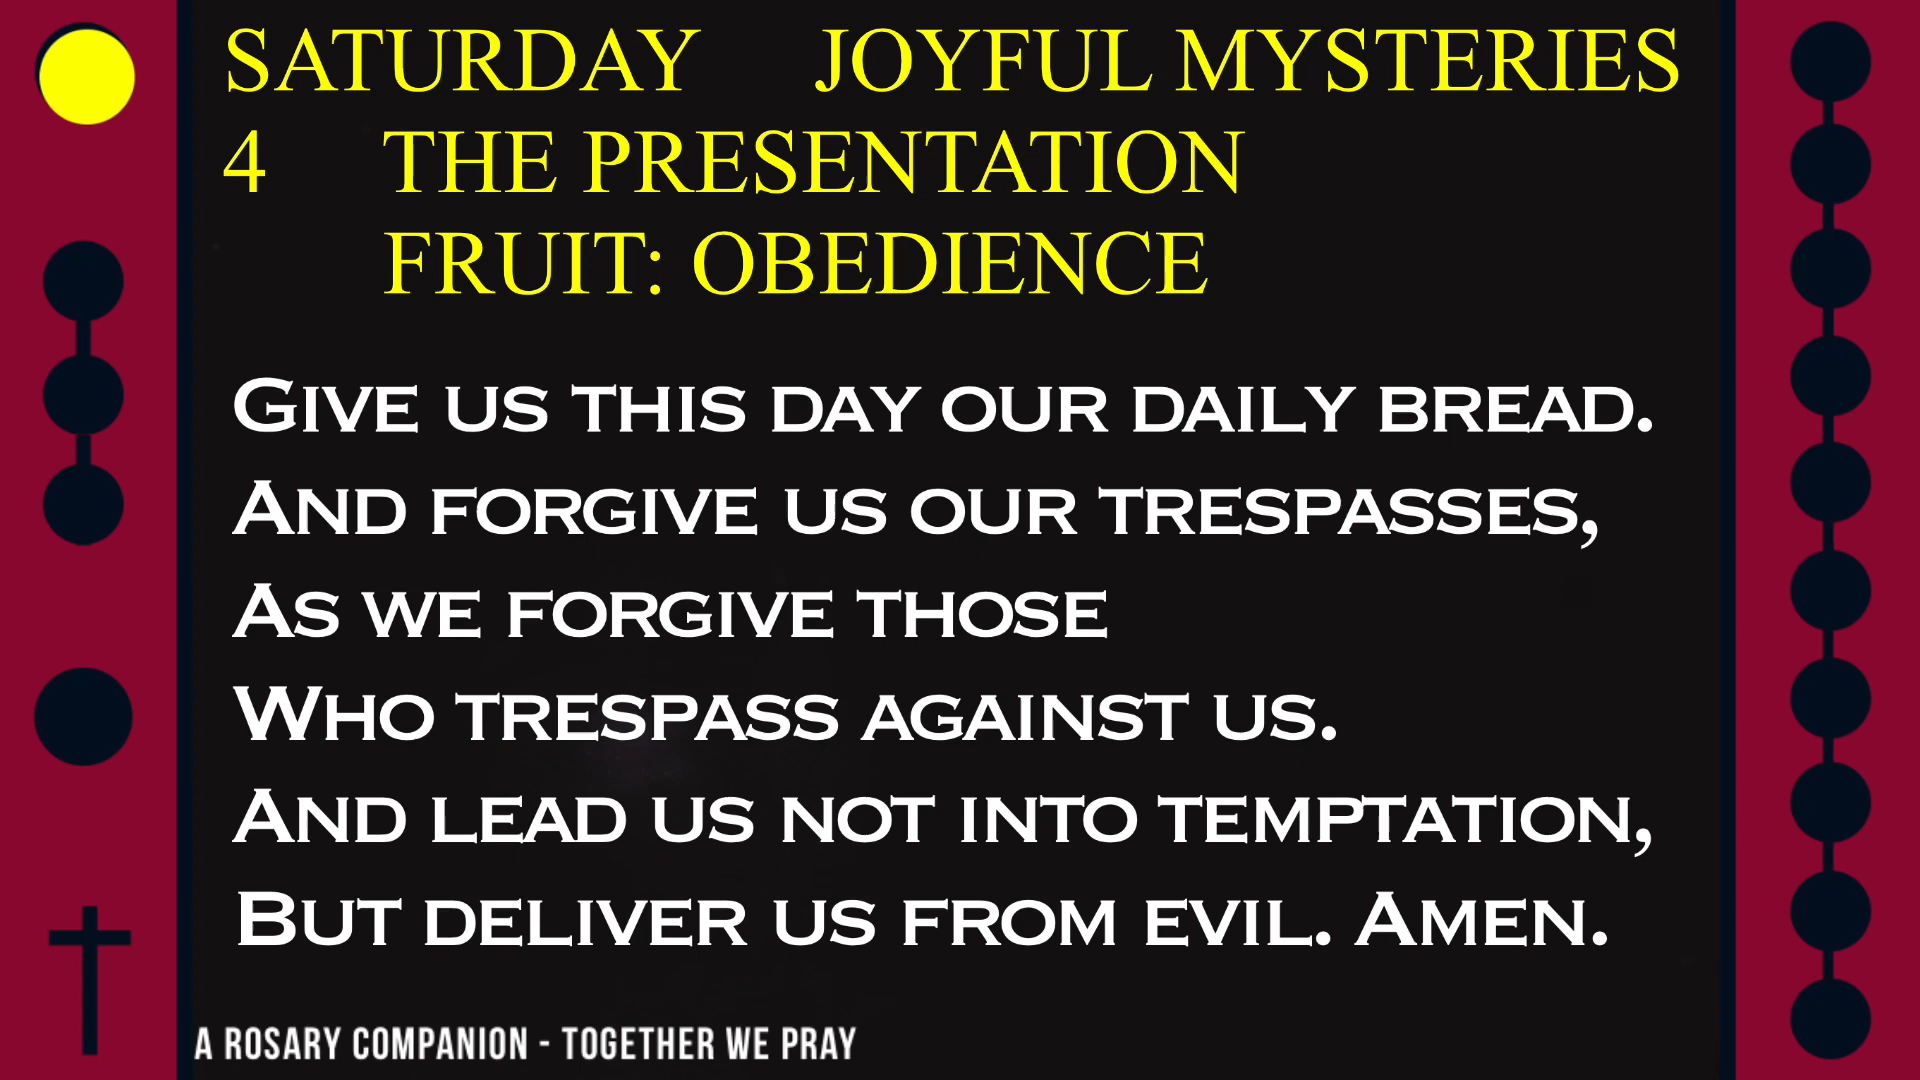 SATURDAY JOYFUL MYSTERIES
4 THE PRESENTATION
FRUIT: OBEDIENCE
GIVE US THIS DAY OUR DAILY BREAD.
AND FORGIVE US OUR TRESPASSES,
AS WE FORGIVE THOSE
WHO TRESPASS AGAINST US.
AND LEAD US NOT INTO TEMPTATION,
BUT DELIVER US FROM EVIL. AMEN.
A ROSARY COMPANION - TOGETHER WE PRAY